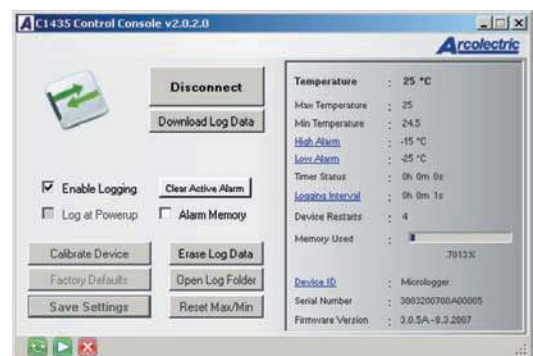 C1435 Control Console v2.0.2.0
Arcolectric
Disconnect
Download Log Data
Enable Logging
Clear Active Alarm
Log at Powerup
Alarm Memory
Calibrate Device
Erase Log Data
Factory Defaults
Open Log Folder
Save Settings
Reset Max/Min
Temperature : 25 °C
Max Temperature : 25
Min Temperature : 24.5
High Alarm : -15 °C
Low Alarm : -25 °C
Timer Status : 0h 0m 0s
Logging Interval : 0h 0m 1s
Device Restarts : 4
Memory Used :
.7013%
Device ID : Micrologger
Serial Number : 3003200700A00005
Firmware Version : 3.0.5A-9.3.2007